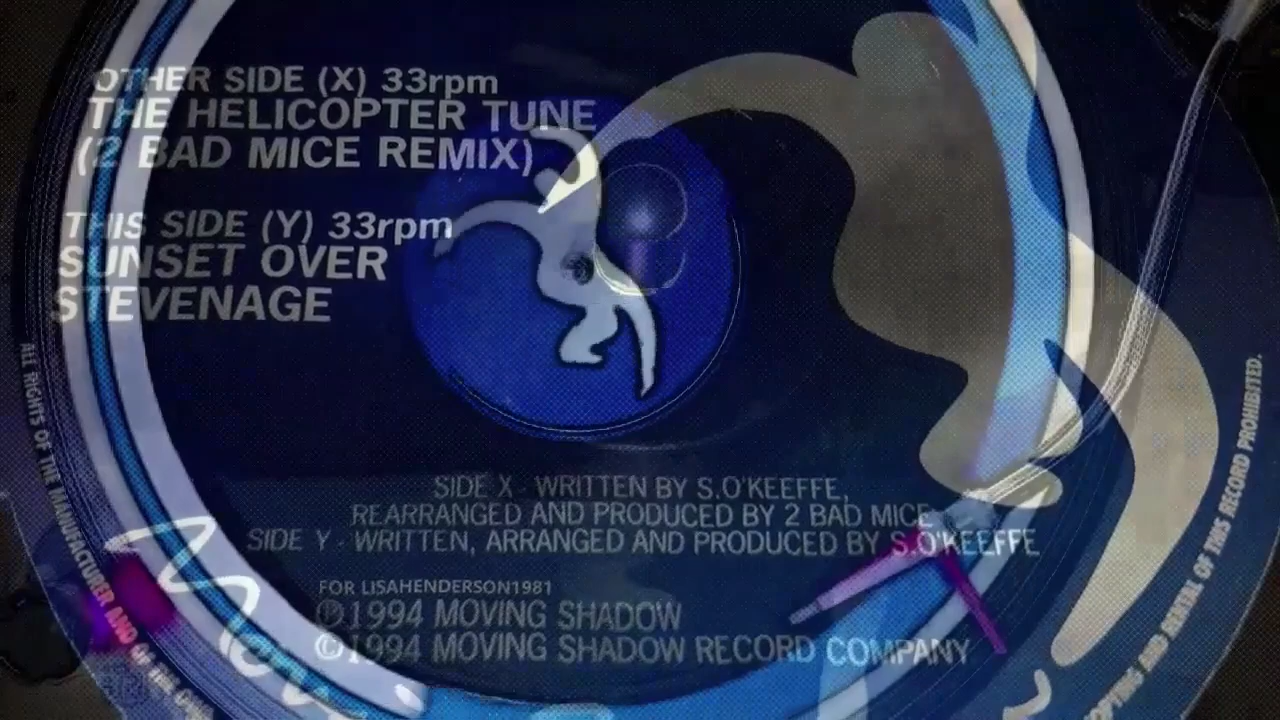 OTHER SIDE (X) 33rpm
THE HELICOPTER TUNE
(2 BAD MICE REMIX)
THIS SIDE (Y) 33rpm
SUNSET OVER
STEVENAGE
SIDE X - WRITTEN BY S.O'KEEFFE,
REARRANGED AND PRODUCED BY 2 BAD MICE
SIDE Y - WRITTEN, ARRANGED AND PRODUCED BY S.O'KEEFFE
FOR LISAHENDERSON1981
℗1994 MOVING SHADOW
©1994 MOVING SHADOW RECORD COMPANY
ALL RIGHTS OF THE MANUFACTURER AND OF THE
AND RENTAL OF THIS RECORD PROHIBITED.